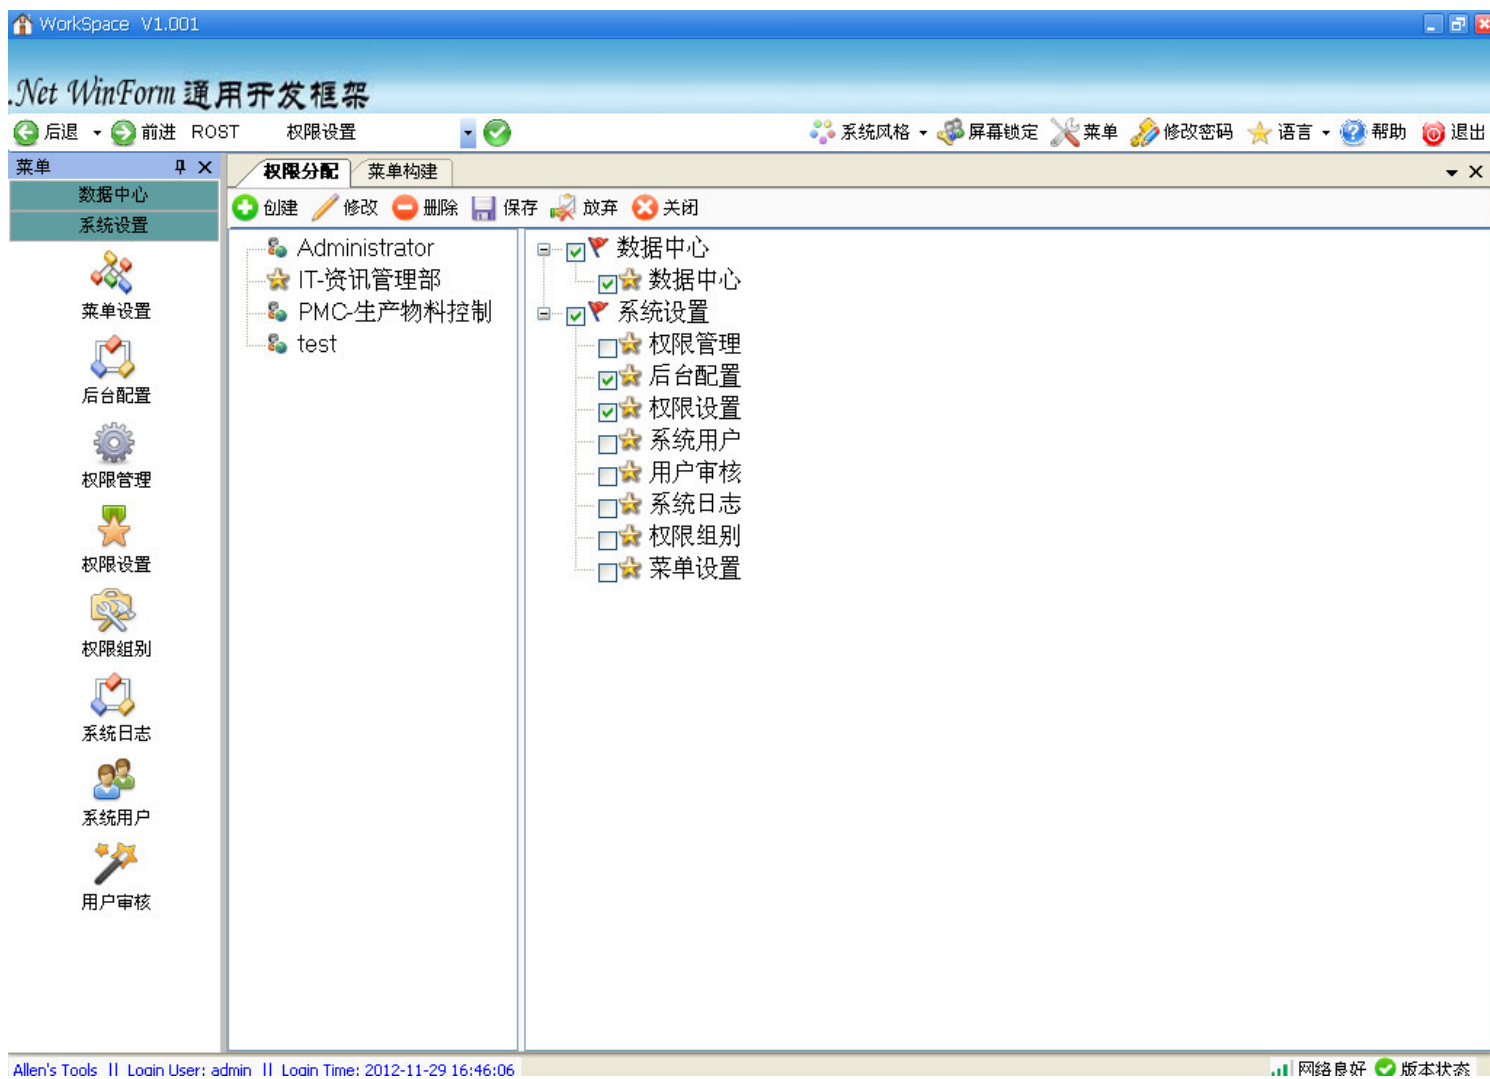 WorkSpace V1.001
.Net WinForm 通用开发框架
后退 前进 ROST 权限设置 系统风格 屏幕锁定 菜单 修改密码 语言 帮助 退出
菜单
数据中心
系统设置
菜单设置
后台配置
权限管理
权限设置
权限组别
系统日志
系统用户
用户审核
权限分配 菜单构建
创建 修改 删除 保存 放弃 关闭
Administrator
IT-资讯管理部
PMC-生产物料控制
test
数据中心
数据中心
系统设置
权限管理
后台配置
权限设置
系统用户
用户审核
系统日志
权限组别
菜单设置
Allen's Tools || Login User: admin || Login Time: 2012-11-29 16:46:06 网络良好 版本状态